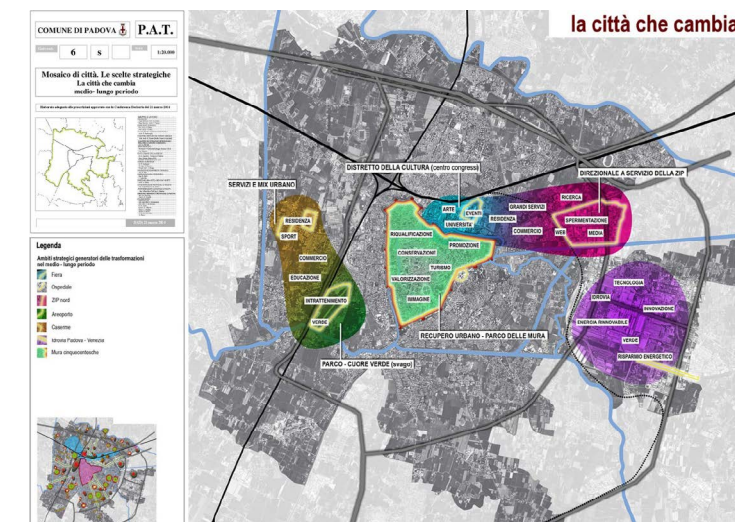 COMUNE DI PADOVA
P.A.T.
6
s
1:20.000
Mosaico di città. Le scelte strategiche
La città che cambia
medio- lungo periodo
la città che cambia
DISTRETTO DELLA CULTURA (centro congressi)
DIREZIONALE A SERVIZIO DELLA ZIP
SERVIZI E MIX URBANO
RICERCA
ARTE
EVENTI
GRANDI SERVIZI
RESIDENZA
UNIVERSITA'
RESIDENZA
SPERIMENTAZIONE
SPORT
RIQUALIFICAZIONE
COMMERCIO
WEB
MEDIA
PROMOZIONE
CONSERVAZIONE
COMMERCIO
TURISMO
EDUCAZIONE
VALORIZZAZIONE
TECNOLOGIA
INTRATTENIMENTO
IMMAGINE
IDROVIA
INNOVAZIONE
VERDE
ENERGIA RINNOVABILE
RECUPERO URBANO - PARCO DELLE MURA
VERDE
RISPARMIO ENERGETICO
PARCO - CUORE VERDE (svago)
Legenda
Ambiti strategici generatori delle trasformazioni
nel medio - lungo periodo
Fiera
Ospedale
ZIP nord
Aeroporto
Caserme
Idrovia Padova - Venezia
Mura cinquecentesche